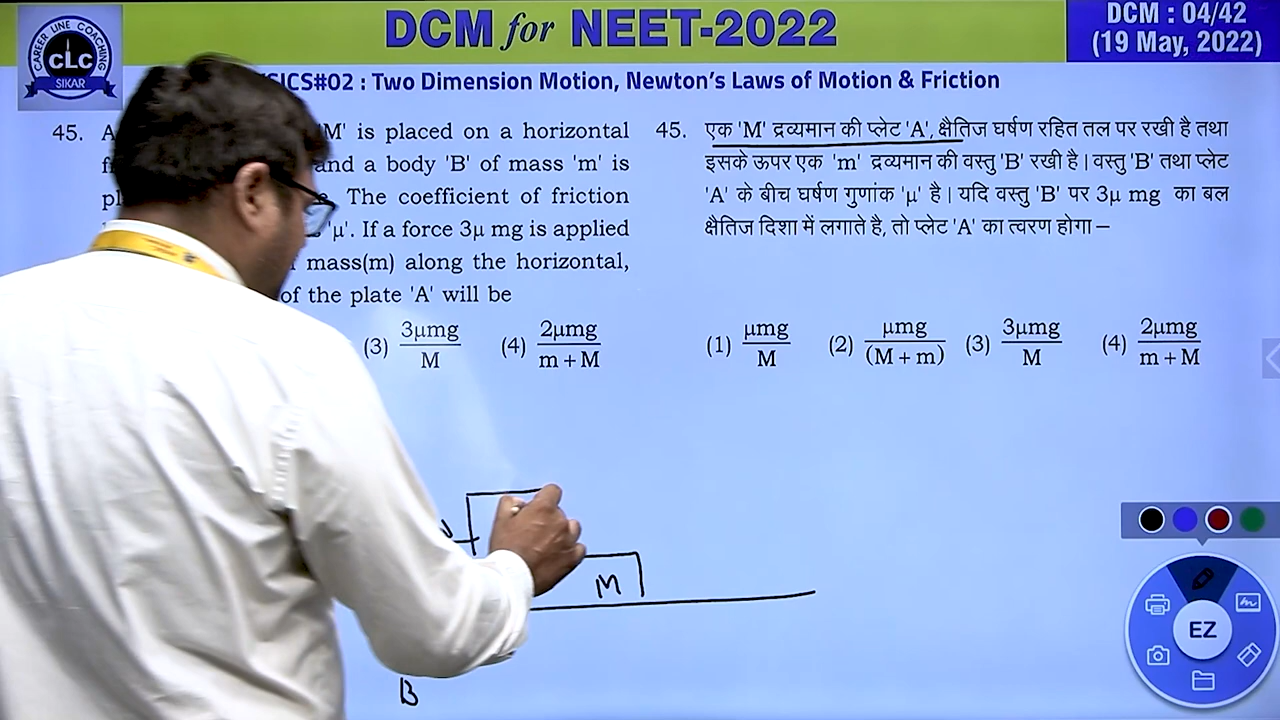 CAREER LINE COACHING
CLC
SIKAR
DCM for NEET-2022
DCM : 04/42
(19 May, 2022)
SICS#02 : Two Dimension Motion, Newton's Laws of Motion & Friction
45. A 'M' is placed on a horizontal
and a body 'B' of mass 'm' is
The coefficient of friction
'μ'. If a force 3μ mg is applied
mass(m) along the horizontal,
of the plate 'A' will be
(3) 3μmg/M (4) 2μmg/m + M
45. एक 'M' द्रव्यमान की प्लेट 'A', क्षैतिज घर्षण रहित तल पर रखी है तथा
इसके ऊपर एक 'm' द्रव्यमान की वस्तु 'B' रखी है। वस्तु 'B' तथा प्लेट
'A' के बीच घर्षण गुणांक 'μ' है। यदि वस्तु 'B' पर 3μ mg का बल
क्षैतिज दिशा में लगाते है, तो प्लेट 'A' का त्वरण होगा –
(1) μmg/M (2) μmg/(M + m) (3) 3μmg/M (4) 2μmg/m + M
M
B
EZ